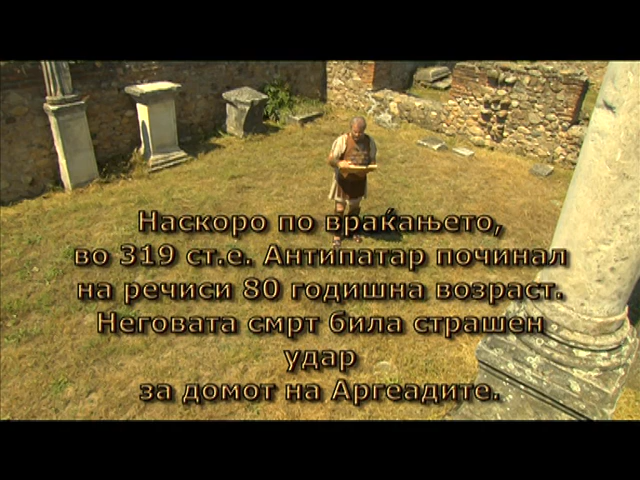 Наскоро по враќањето,
во 319 ст.е. Антипатар починал
на речиси 80 годишна возраст.
Неговата смрт била страшен
удар
за домот на Аргеадите.